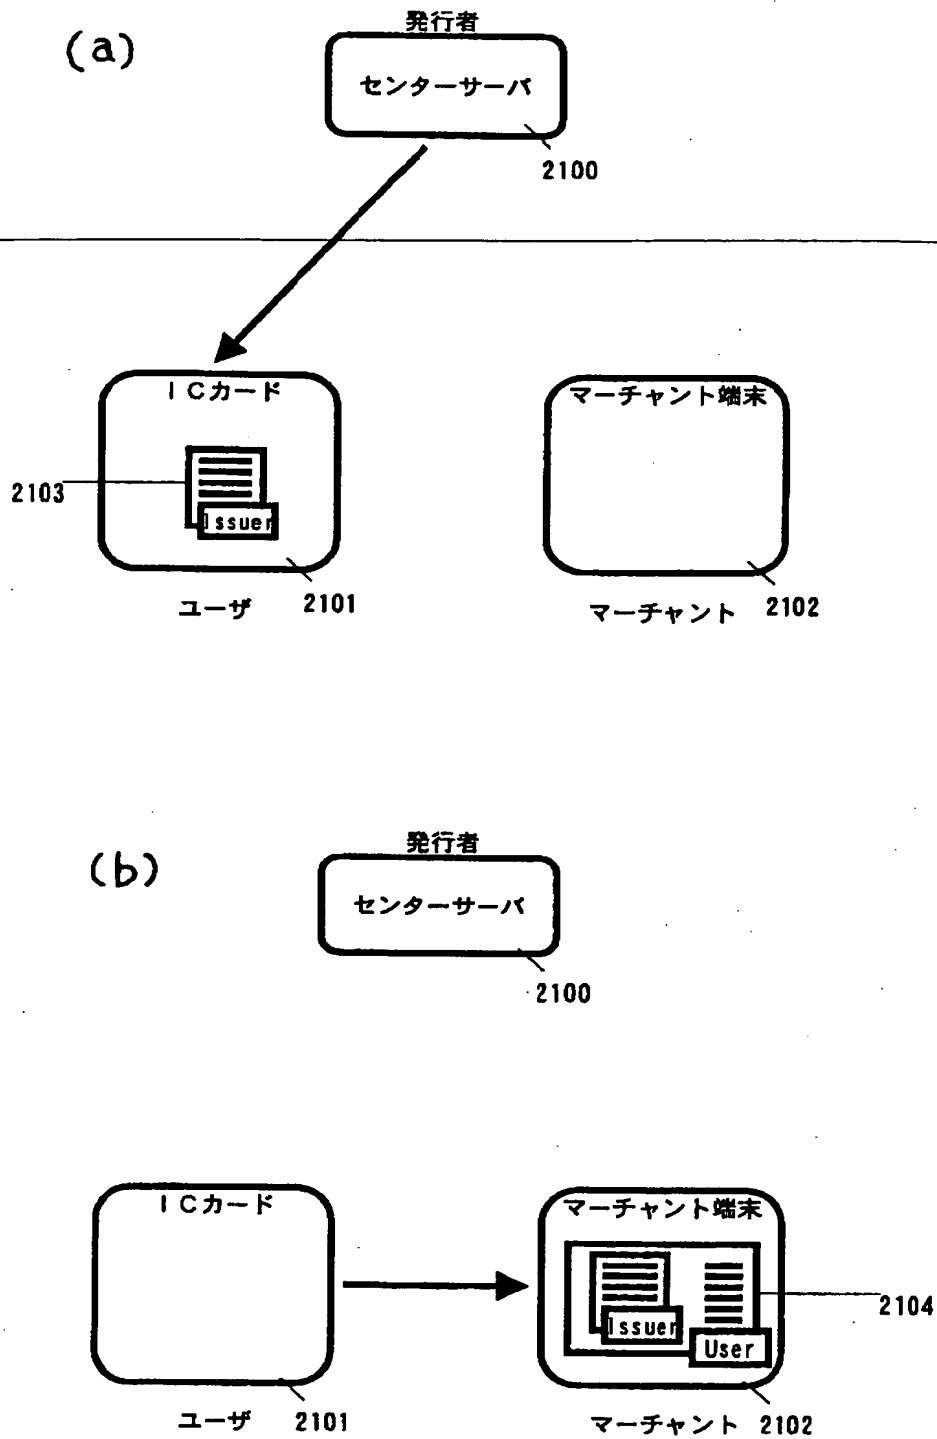 (a)
発行者
センターサーバ
2100
ICカード
マーチャント端末
2103
Issuer
2101
2102
ユーザ
マーチャント
(b)
発行者
センターサーバ
2100
ICカード
マーチャント端末
2104
Issuer
User
ユーザ
2101
マーチャント
2102